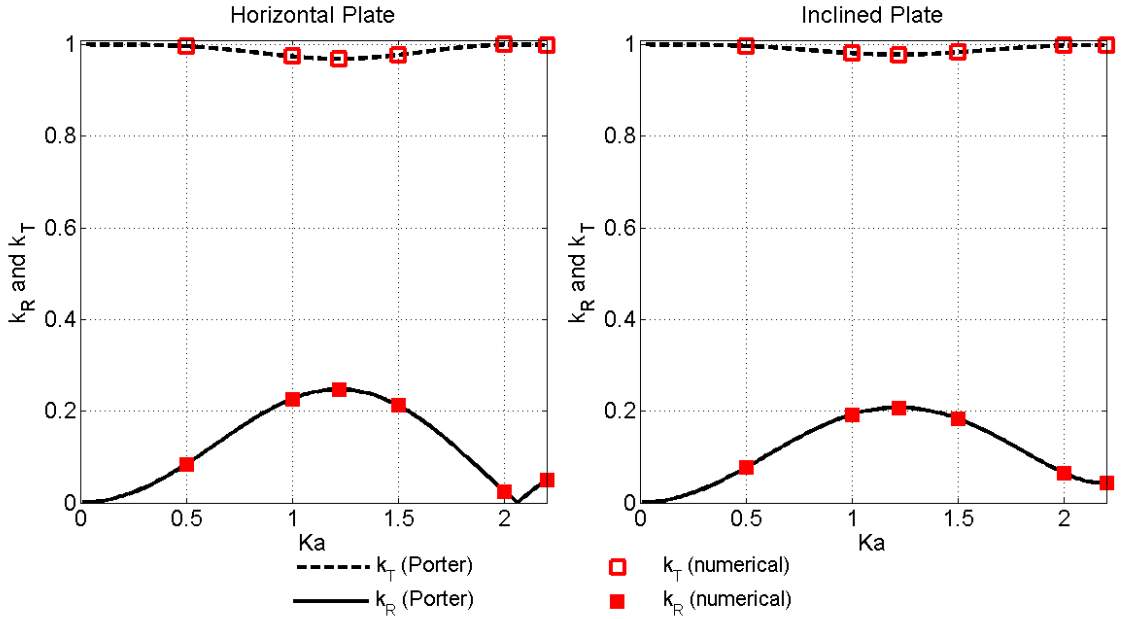 Horizontal Plate
1
0.8
0.6
0.4
0.2
0
k_R and k_T
0 0.5 1 1.5 2
Ka
Inclined Plate
1
0.8
0.6
0.4
0.2
0
k_R and k_T
0 0.5 1 1.5 2
Ka
k_T (Porter)
k_R (Porter)
k_T (numerical)
k_R (numerical)